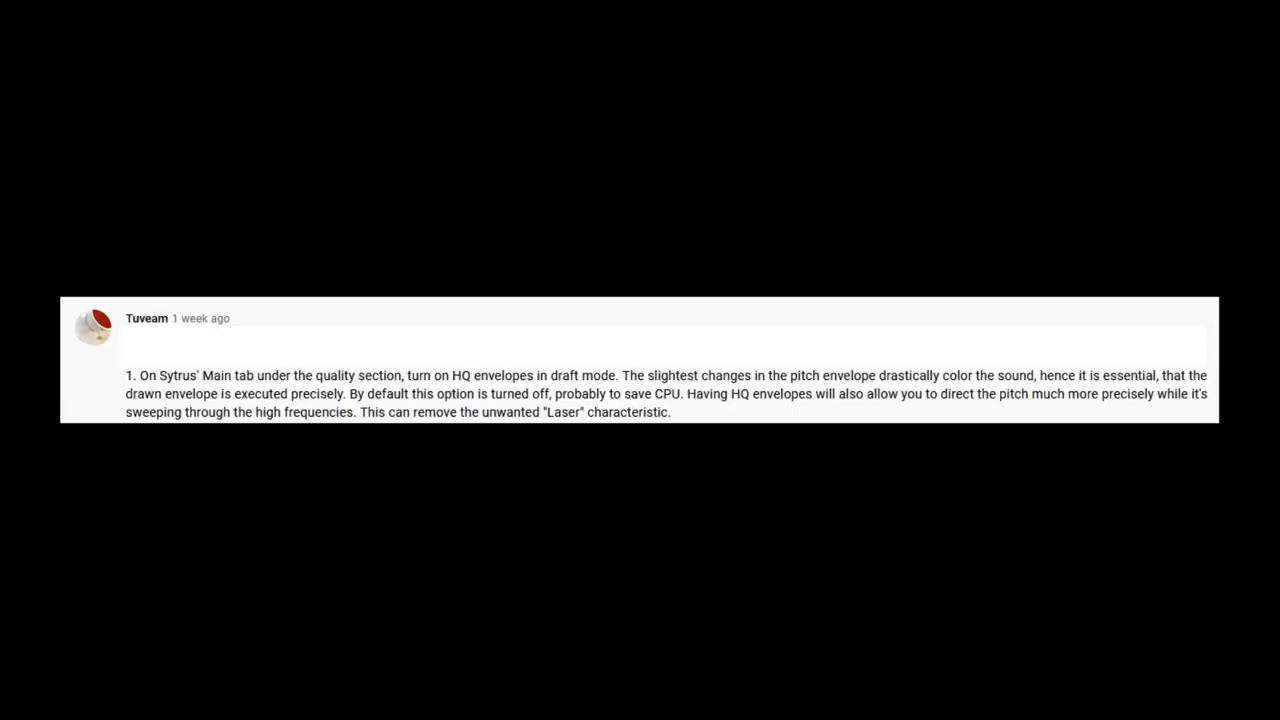 Tuveam 1 week ago
1. On Sytrus' Main tab under the quality section, turn on HQ envelopes in draft mode. The slightest changes in the pitch envelope drastically color the sound, hence it is essential, that the
drawn envelope is executed precisely. By default this option is turned off, probably to save CPU. Having HQ envelopes will also allow you to direct the pitch much more precisely while it's
sweeping through the high frequencies. This can remove the unwanted "Laser" characteristic.